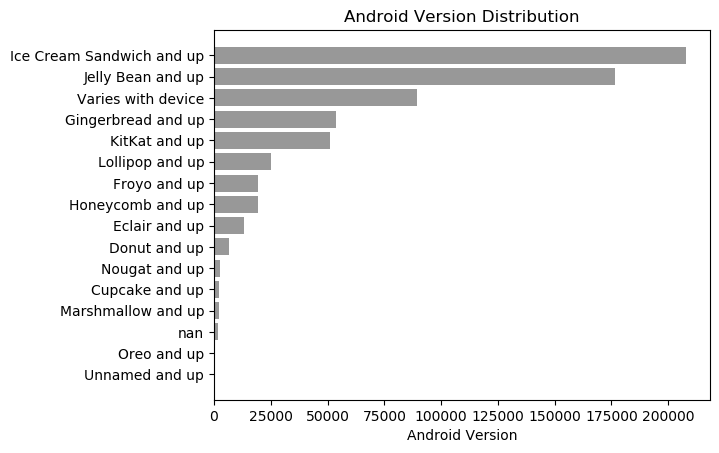 Android Version Distribution
Ice Cream Sandwich and up
Jelly Bean and up
Varies with device
Gingerbread and up
KitKat and up
Lollipop and up
Froyo and up
Honeycomb and up
Eclair and up
Donut and up
Nougat and up
Cupcake and up
Marshmallow and up
nan
Oreo and up
Unnamed and up
0 25000 50000 75000 100000 125000 150000 175000 200000
Android Version